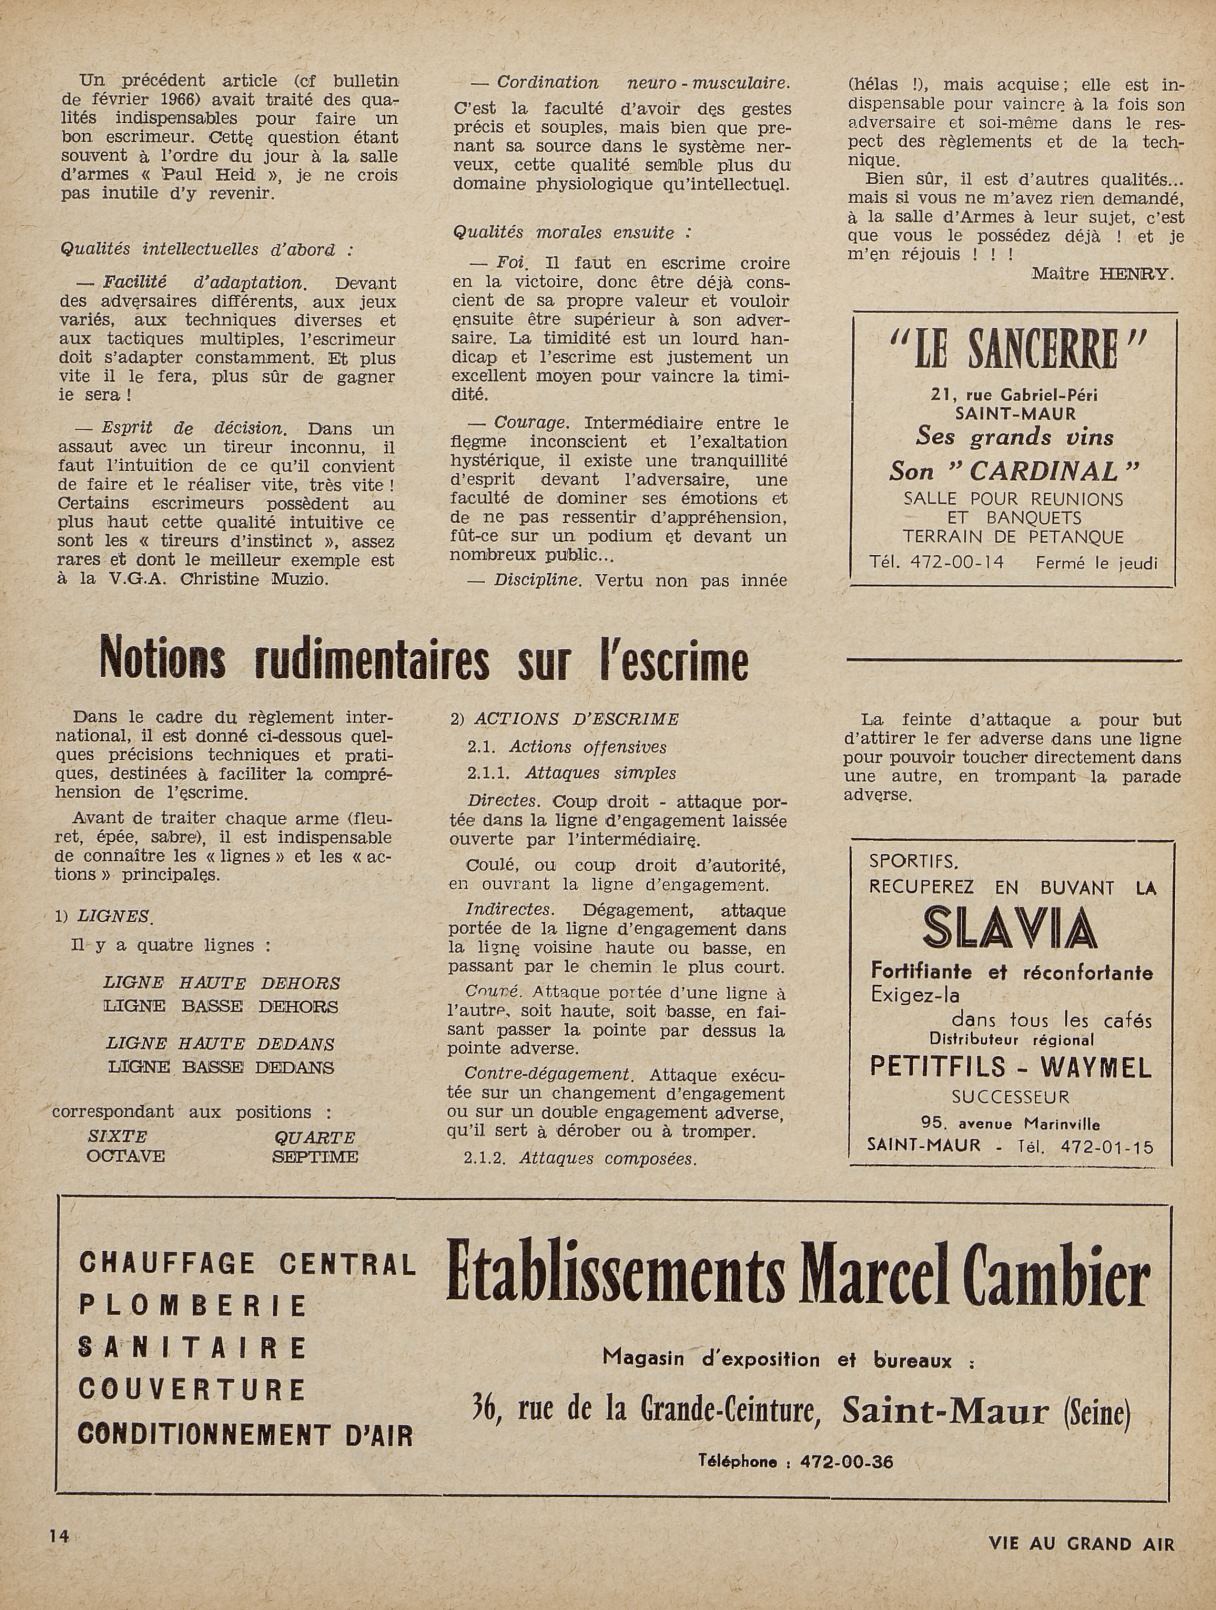 Un précédent article (cf bulletin
de février 1966) avait traité des qua-
lités indispensables pour faire un
bon escrimeur. Cette question étant
souvent à l'ordre du jour à la salle
d'armes « Paul Heid », je ne crois
pas inutile d'y revenir.
Qualités intellectuelles d'abord :
— Facilité d'adaptation. Devant
des adversaires différents, aux jeux
variés, aux techniques diverses et
aux tactiques multiples, l'escrimeur
doit s'adapter constamment. Et plus
vite il le fera, plus sûr de gagner
ie sera !
— Esprit de décision. Dans un
assaut avec un tireur inconnu, il
faut l'intuition de ce qu'il convient
de faire et le réaliser vite, très vite !
Certains escrimeurs possèdent au
plus haut cette qualité intuitive ce
sont les « tireurs d'instinct », assez
rares et dont le meilleur exemple est
à la V.G.A. Christine Muzio.
— Cordination neuro-musculaire.
C'est la faculté d'avoir des gestes
précis et souples, mais bien que pre-
nant sa source dans le système ner-
veux, cette qualité semble plus du
domaine physiologique qu'intellectuel.
Qualités morales ensuite :
— Foi. Il faut en escrime croire
en la victoire, donc être déjà cons-
cient de sa propre valeur et vouloir
ensuite être supérieur à son adver-
saire. La timidité est un lourd han-
dicap et l'escrime est justement un
excellent moyen pour vaincre la timi-
dité.
— Courage. Intermédiaire entre le
flegme inconscient et l'exaltation
hystérique, il existe une tranquillité
d'esprit devant l'adversaire, une
faculté de dominer ses émotions et
de ne pas ressentir d'appréhension,
fût-ce sur un podium et devant un
nombreux public...
— Discipline. Vertu non pas innée
(hélas !), mais acquise; elle est in-
dispensable pour vaincre à la fois son
adversaire et soi-même dans le res-
pect des règlements et de la tech-
nique.
Bien sûr, il est d'autres qualités...
mais si vous ne m'avez rien demandé,
à la salle d'Armes à leur sujet, c'est
que vous le possédez déjà ! et je
m'en réjouis ! ! !
Maître HENRY.
"LE SANCERRE"
21, rue Gabriel-Péri
SAINT-MAUR
Ses grands vins
Son "CARDINAL"
SALLE POUR REUNIONS
ET BANQUETS
TERRAIN DE PETANQUE
Tél. 472-00-14 Fermé le jeudi
Notions rudimentaires sur l'escrime
Dans le cadre du règlement inter-
national, il est donné ci-dessous quel-
ques précisions techniques et prati-
ques, destinées à faciliter la compré-
hension de l'escrime.
Avant de traiter chaque arme (fleu-
ret, épée, sabre), il est indispensable
de connaître les « lignes » et les « ac-
tions » principales.
1) LIGNES.
Il y a quatre lignes :
LIGNE HAUTE DEHORS
LIGNE BASSE DEHORS
LIGNE HAUTE DEDANS
LIGNE BASSE DEDANS
correspondant aux positions :
SIXTE QUARTE
OCTAVE SEPTIME
2) ACTIONS D'ESCRIME
2.1. Actions offensives
2.1.1. Attaques simples
Directes. Coup droit - attaque por-
tée dans la ligne d'engagement laissée
ouverte par l'intermédiaire.
Coulé, ou coup droit d'autorité,
en ouvrant la ligne d'engagement.
Indirectes. Dégagement, attaque
portée de la ligne d'engagement dans
la ligne voisine haute ou basse, en
passant par le chemin le plus court.
Coupé. Attaque portée d'une ligne à
l'autre, soit haute, soit basse, en fai-
sant passer la pointe par dessus la
pointe adverse.
Contre-dégagement. Attaque exécu-
tée sur un changement d'engagement
ou sur un double engagement adverse,
qu'il sert à dérober ou à tromper.
2.1.2. Attaques composées.
La feinte d'attaque a pour but
d'attirer le fer adverse dans une ligne
pour pouvoir toucher directement dans
une autre, en trompant la parade
adverse.
SPORTIFS.
RECUPEREZ EN BUVANT LA
SLAVIA
Fortifiante et réconfortante
Exigez-la
dans tous les cafés
Distributeur régional
PETITFILS - WAYMEL
SUCCESSEUR
95, avenue Marinville
SAINT-MAUR - Tél. 472-01-15
CHAUFFAGE CENTRAL
PLOMBERIE
SANITAIRE
COUVERTURE
CONDITIONNEMENT D'AIR
Etablissements Marcel Cambier
Magasin d'exposition et bureaux :
36, rue de la Grande-Ceinture, Saint-Maur (Seine)
Téléphone : 472-00-36
14
VIE AU GRAND AIR